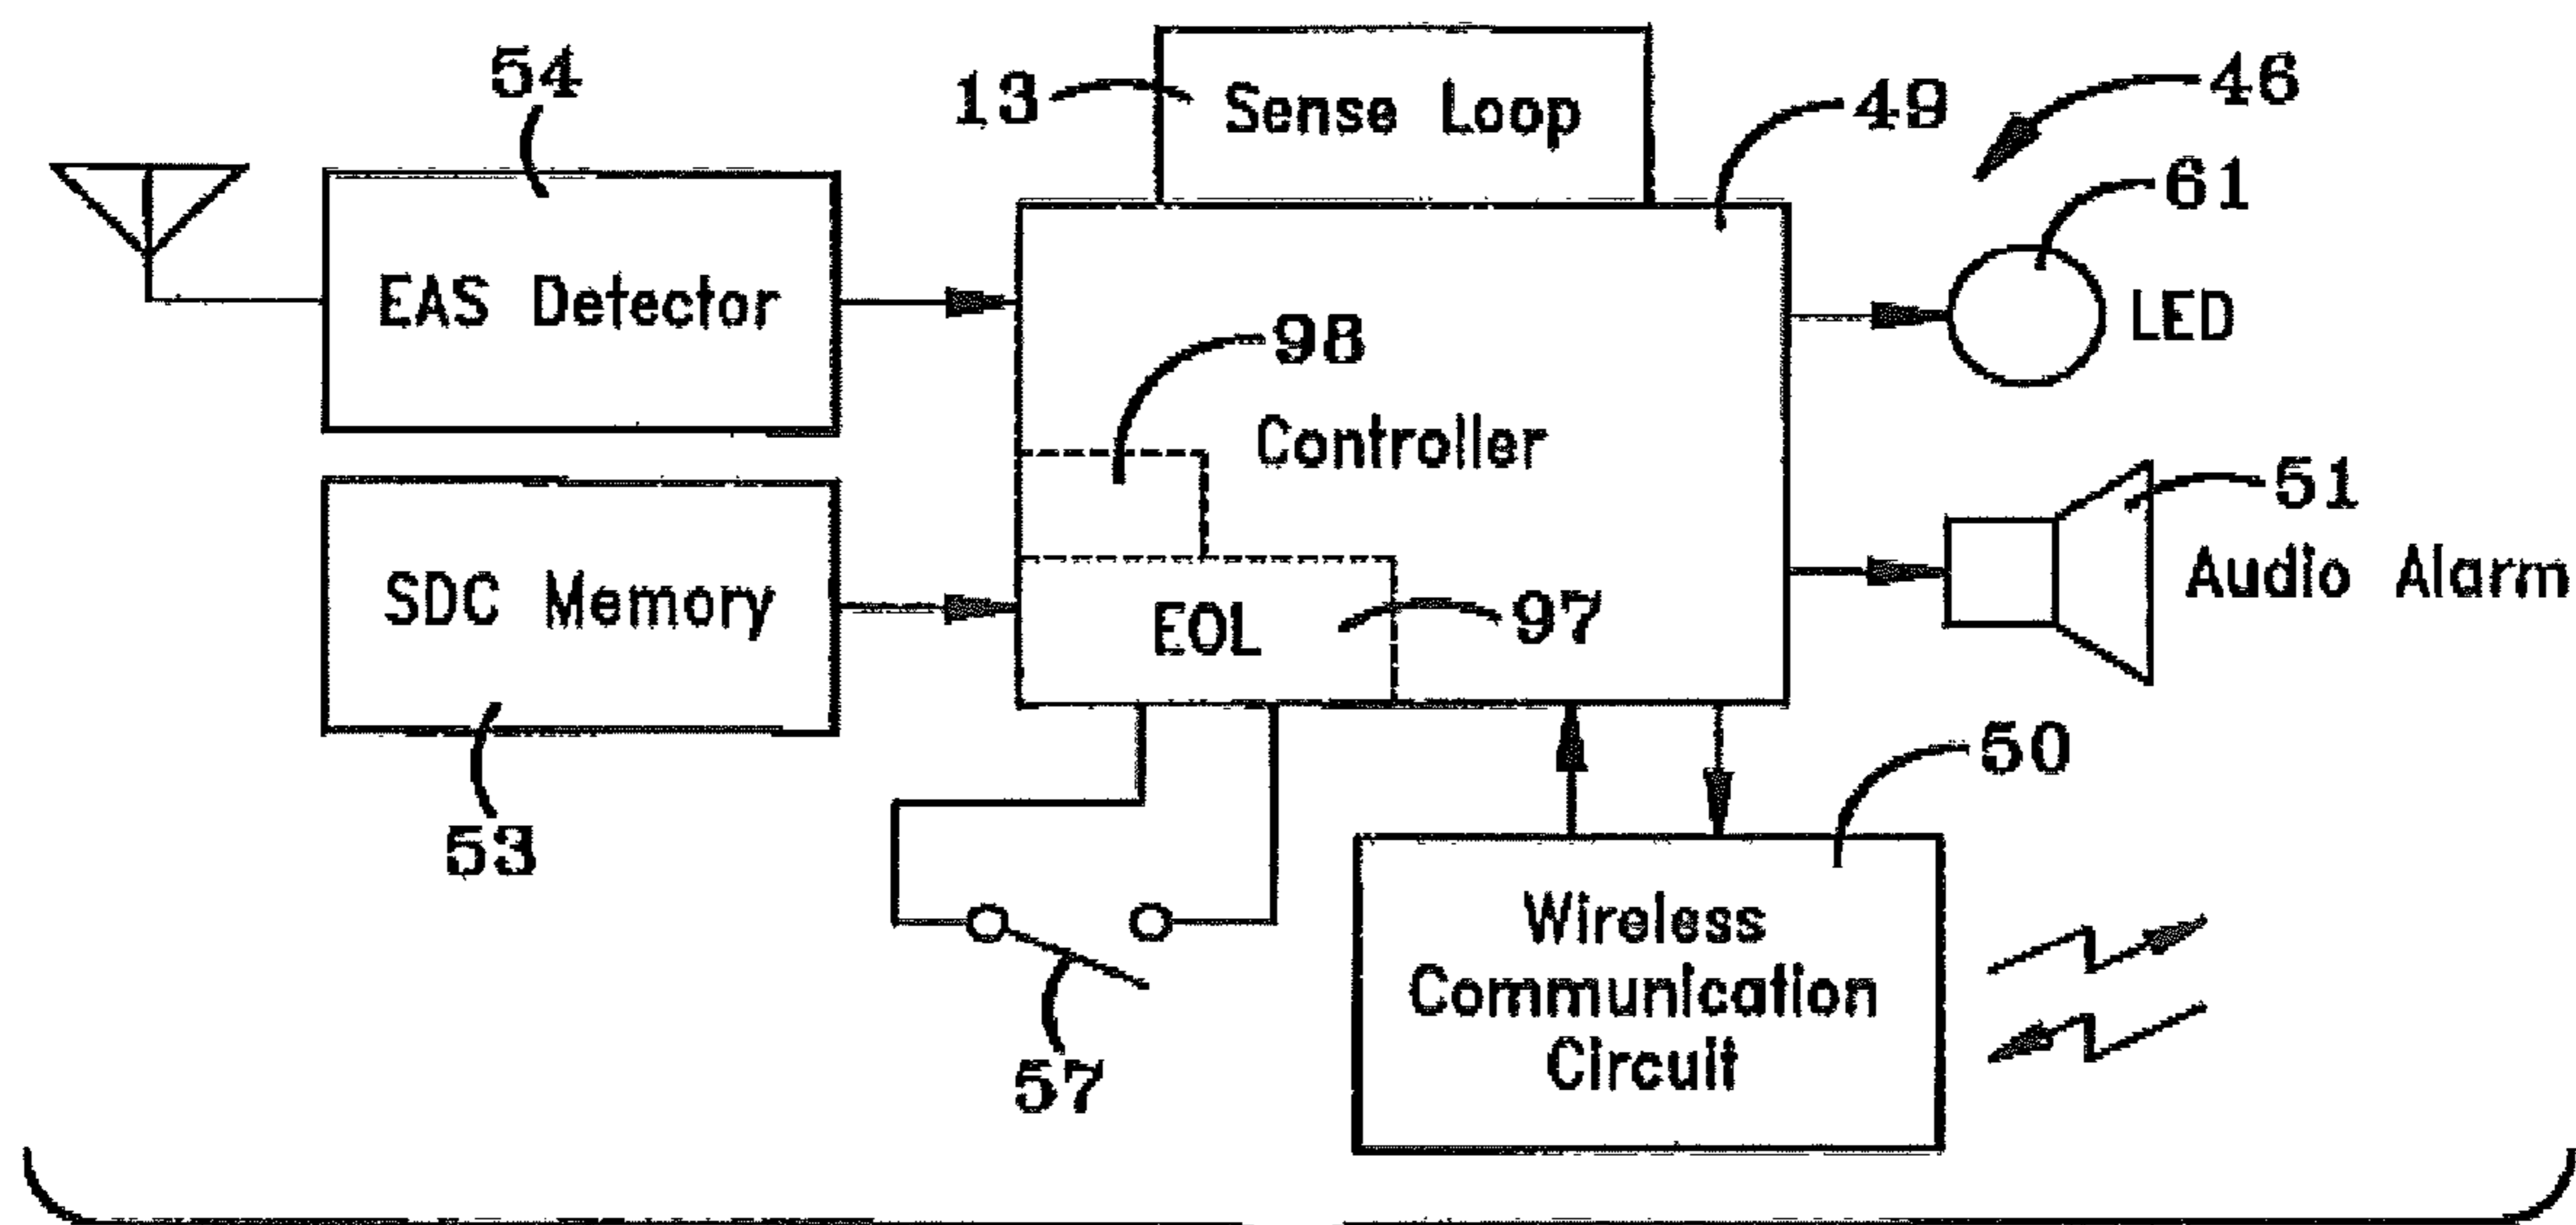 54
13
Sense Loop
49
46
61
EAS Detector
98
LED
Controller
51
Audio Alarm
SDC Memory
EOL
97
53
50
57
Wireless
Communication
Circuit